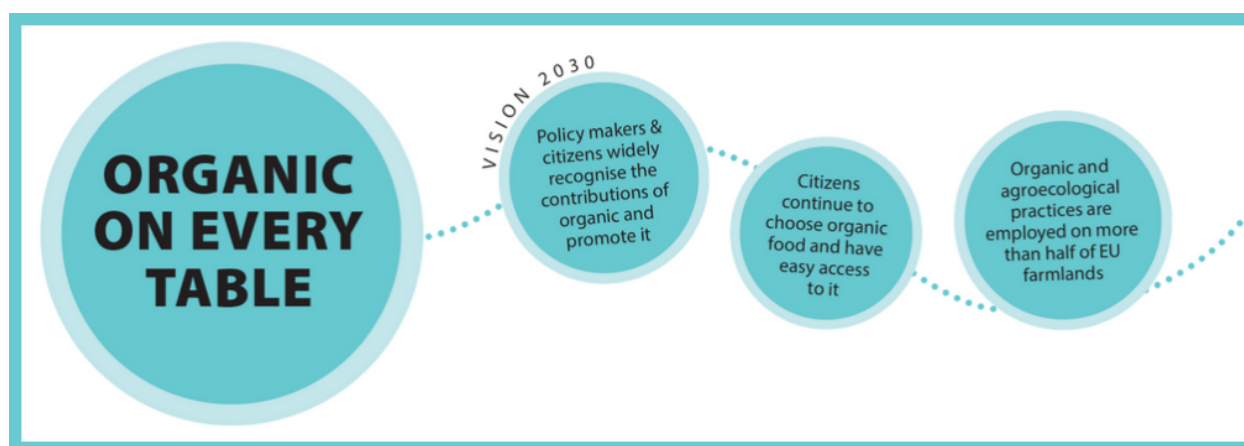 ORGANIC
ON EVERY
TABLE
VISION 2030
Policy makers &
citizens widely
recognise the
contributions of
organic and
promote it
Citizens
continue to
choose organic
food and have
easy access
to it
Organic and
agroecological
practices are
employed on more
than half of EU
farmlands